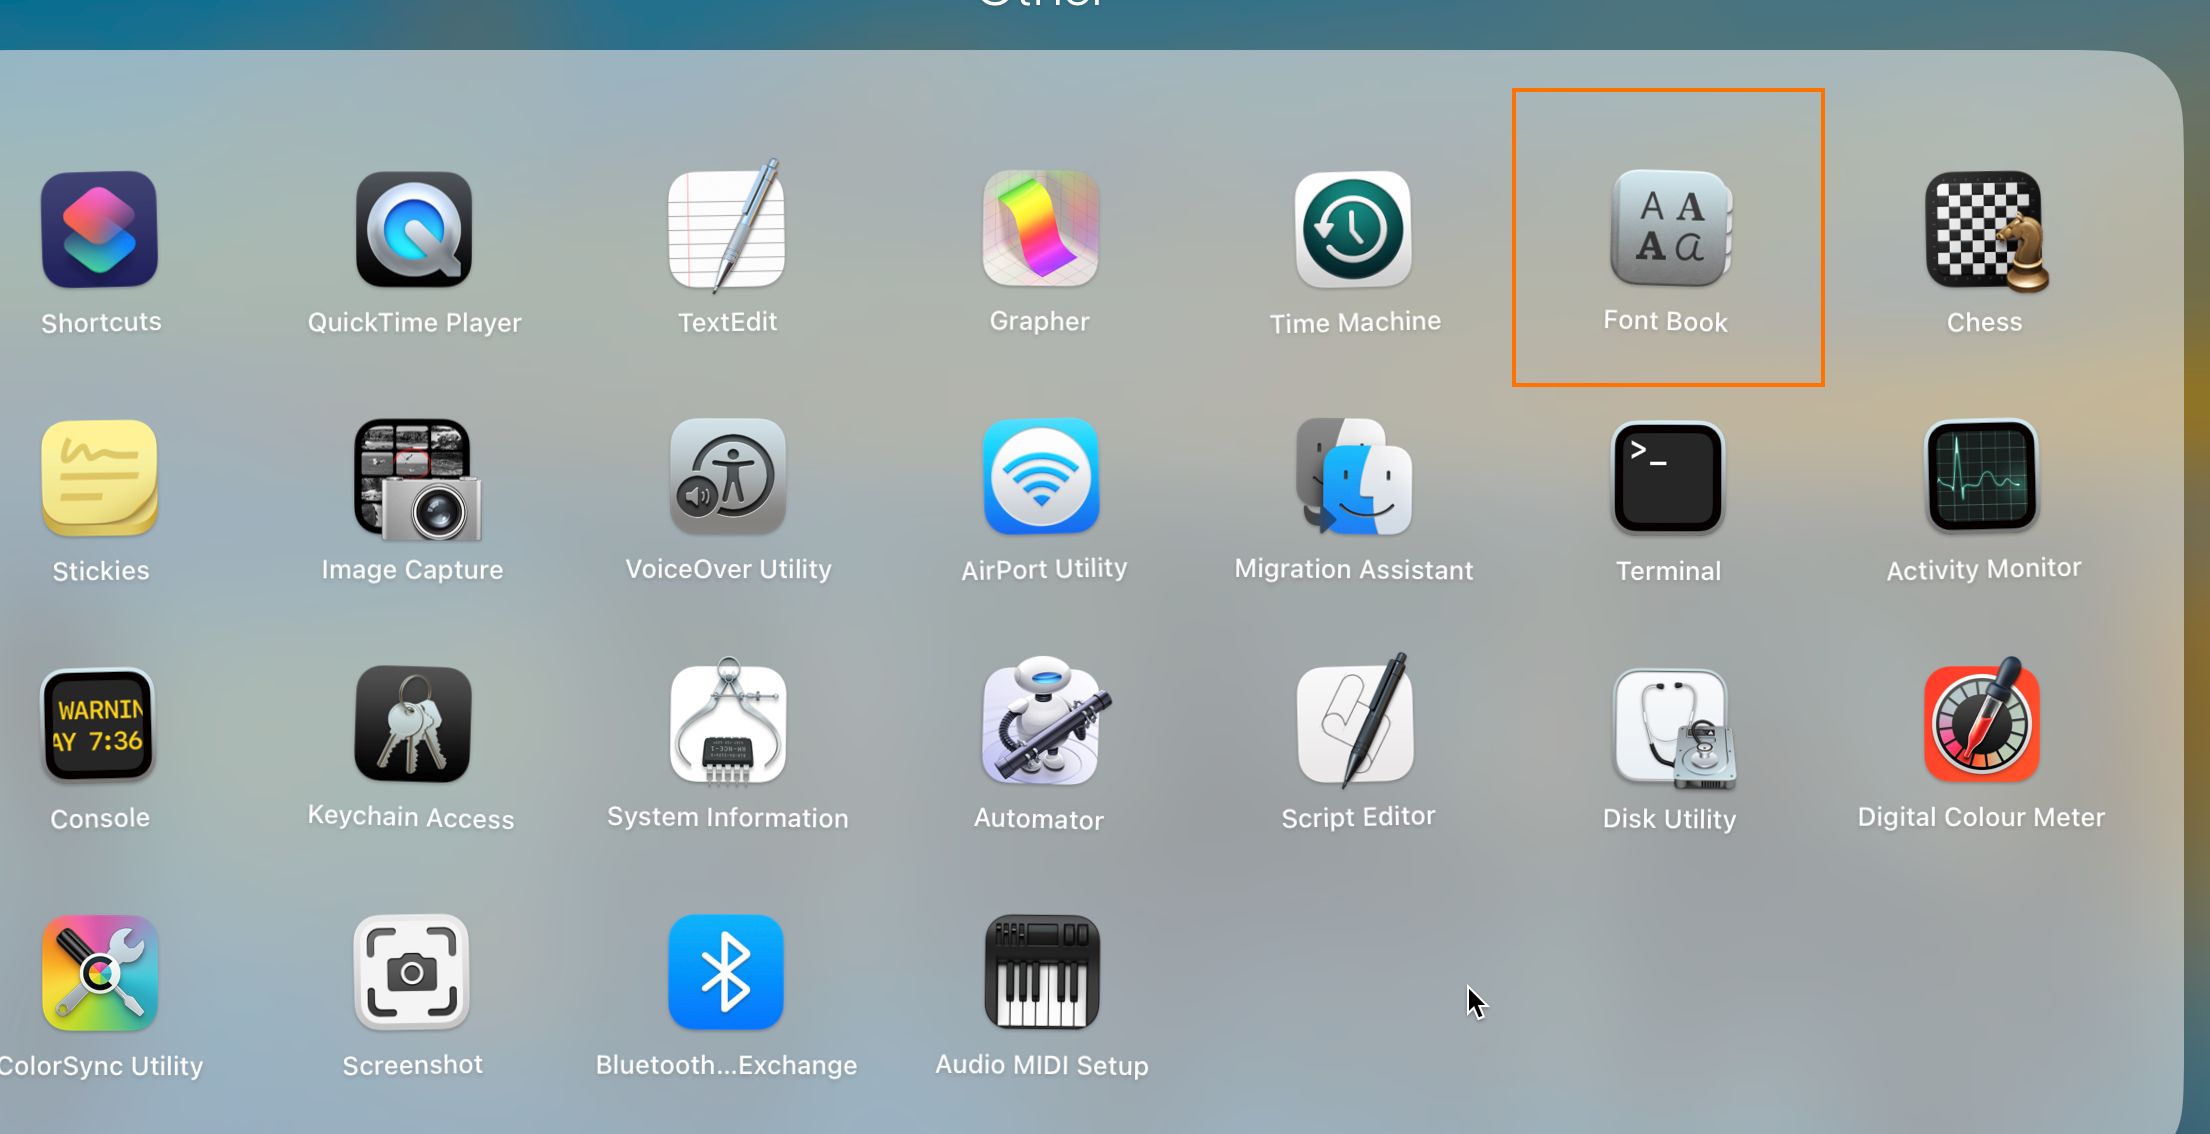 Other
Shortcuts
QuickTime Player
TextEdit
Grapher
Time Machine
A A
A a
Font Book
Chess
Stickies
Image Capture
VoiceOver Utility
AirPort Utility
Migration Assistant
>_
Terminal
Activity Monitor
WARNIN
AY 7:36
Console
Keychain Access
System Information
Automator
Script Editor
Disk Utility
Digital Colour Meter
ColorSync Utility
Screenshot
Bluetooth...Exchange
Audio MIDI Setup